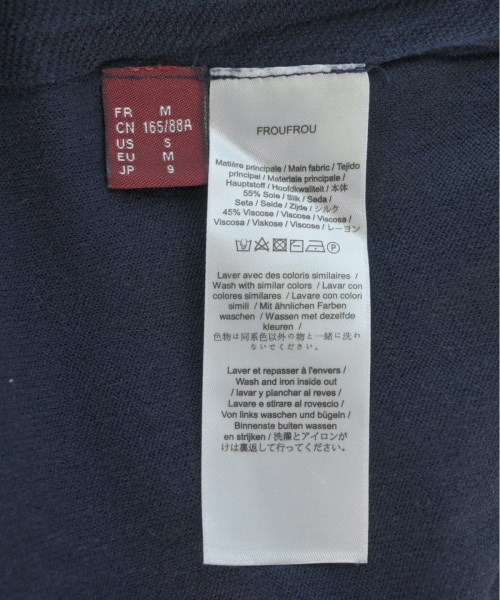 FR M
CN 165/88A
US S
EU M
JP 9
FROUFROU
Matière principale / Main fabric / Tejido
principal / Materiale principale /
Hauptstoff / Hoofdkwaliteit / 本体
55% Soie / Silk / Seda /
Seta / Seide / Zijde / シルク
45% Viscose / Viscose / Viscosa /
Viscosa / Viskose / Viscose / レーヨン
Laver avec des coloris similaires /
Wash with similar colors / Lavar con
colores similares / Lavare con colori
simili / Mit ähnlichen Farben
waschen / Wassen met dezelfde
kleuren /
色物は同系色以外の物と一緒に洗わ
ないでください。
Laver et repasser à l'envers /
Wash and iron inside out
/ lavar y planchar al reves /
Lavare e stirare al rovescio /
Von links waschen und bügeln /
Binnenste buiten wassen
en strijken / 洗濯とアイロンが
けは裏返して行ってください。